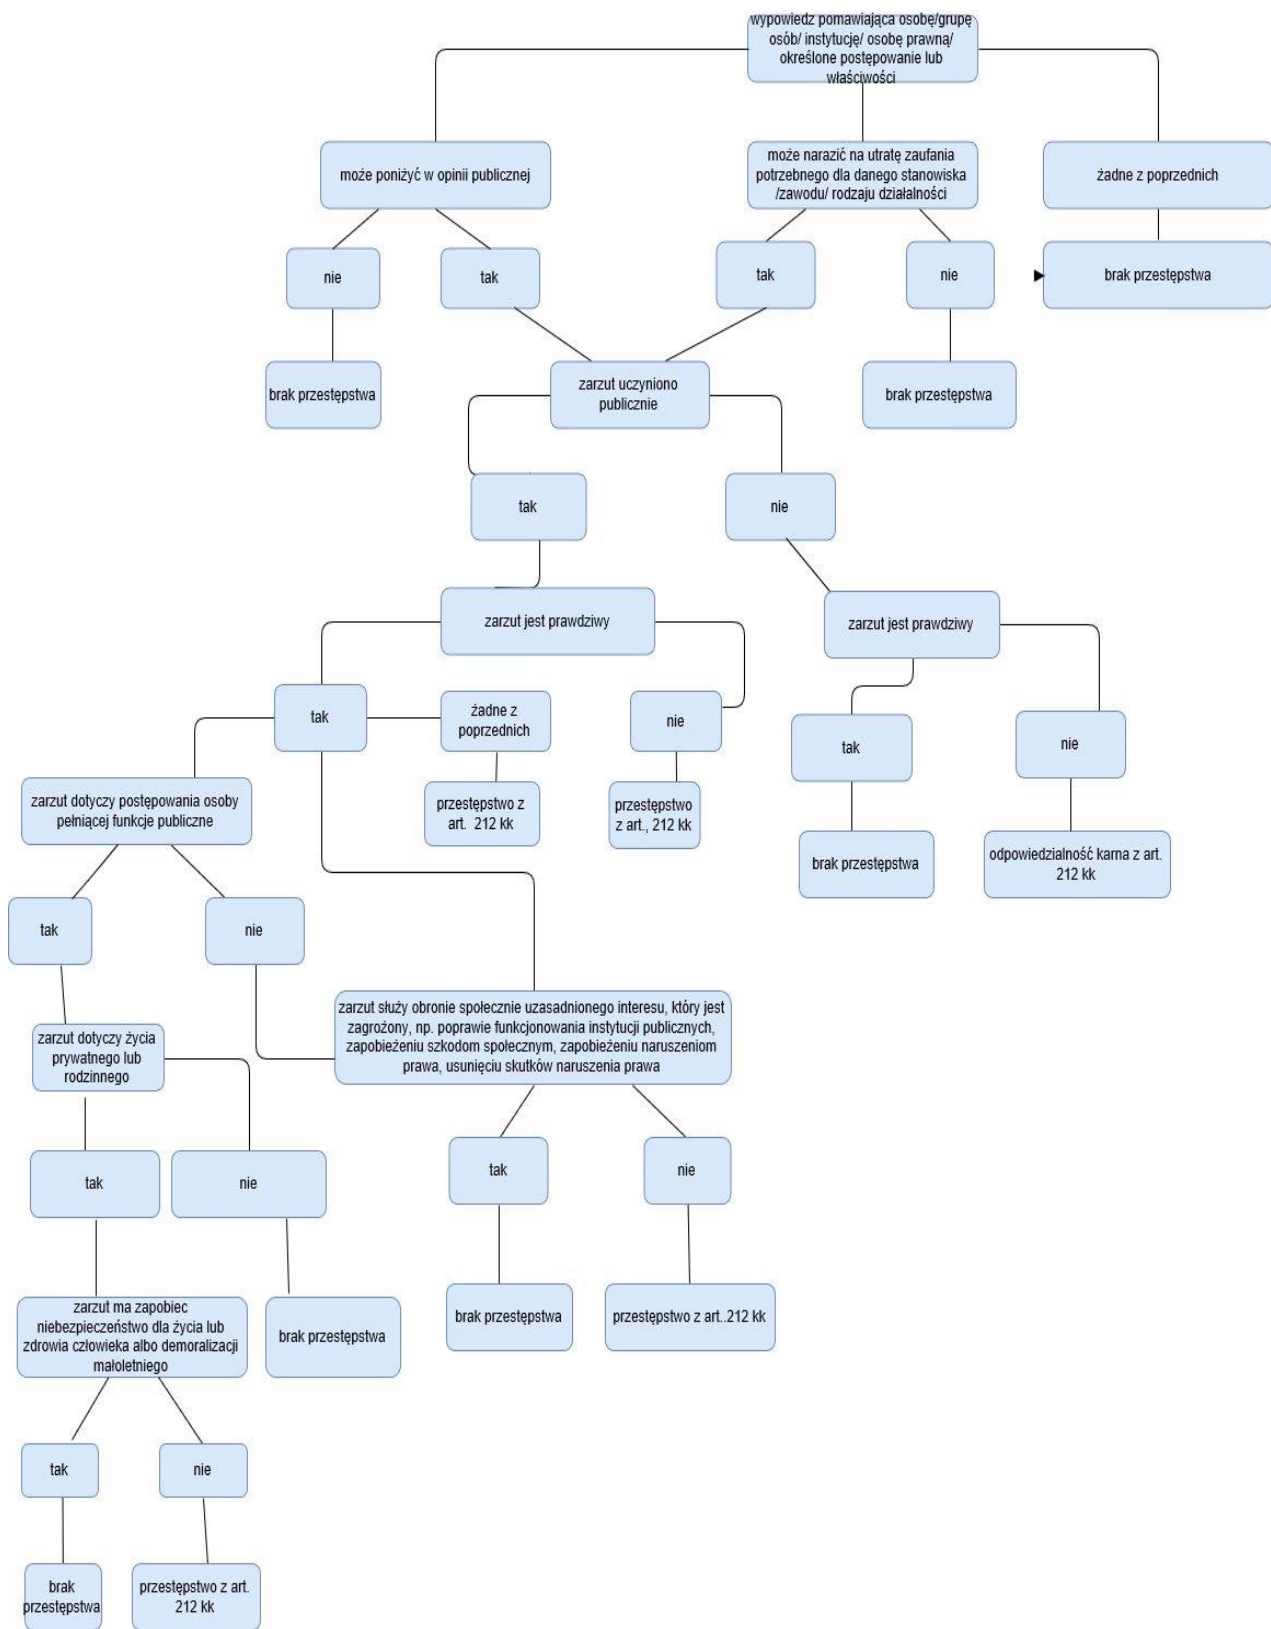 wypowiedz pomawiająca osobę/grupę
osób/ instytucję/ osobę prawną/
określone postępowanie lub
właściwości
może poniżyć w opinii publicznej
może narazić na utratę zaufania
potrzebnego dla danego stanowiska
/zawodu/ rodzaju działalności
żadne z poprzednich
nie
tak
tak
nie
brak przestępstwa
brak przestępstwa
zarzut uczyniono
publicznie
brak przestępstwa
tak
nie
zarzut jest prawdziwy
zarzut jest prawdziwy
tak
żadne z
poprzednich
nie
tak
nie
zarzut dotyczy postępowania osoby
pełniącej funkcje publiczne
przestępstwo z
art. 212 kk
przestępstwo
z art., 212 kk
brak przestępstwa
odpowiedzialność karna z art.
212 kk
tak
nie
zarzut służy obronie społecznie uzasadnionego interesu, który jest
zagrożony, np. poprawie funkcjonowania instytucji publicznych,
zapobieżeniu szkodom społecznym, zapobieżeniu naruszeniom
prawa, usunięciu skutków naruszenia prawa
zarzut dotyczy życia
prywatnego lub
rodzinnego
tak
nie
tak
nie
zarzut ma zapobiec
niebezpieczeństwo dla życia lub
zdrowia człowieka albo demoralizacji
małoletniego
brak przestępstwa
brak przestępstwa
przestępstwo z art..212 kk
tak
nie
brak
przestępstwa
przestępstwo z art.
212 kk